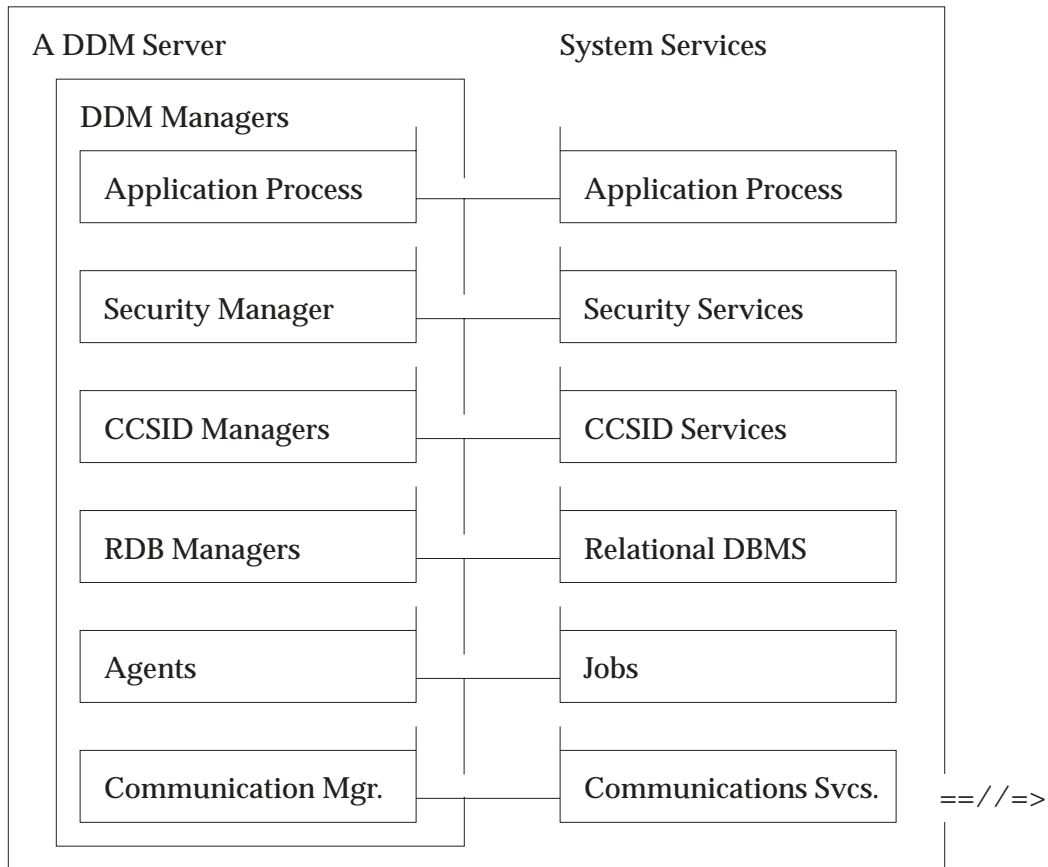 A DDM Server
System Services
DDM Managers
Application Process
Application Process
Security Manager
Security Services
CCSID Managers
CCSID Services
RDB Managers
Relational DBMS
Agents
Jobs
Communication Mgr.
Communications Svcs.
==//=>